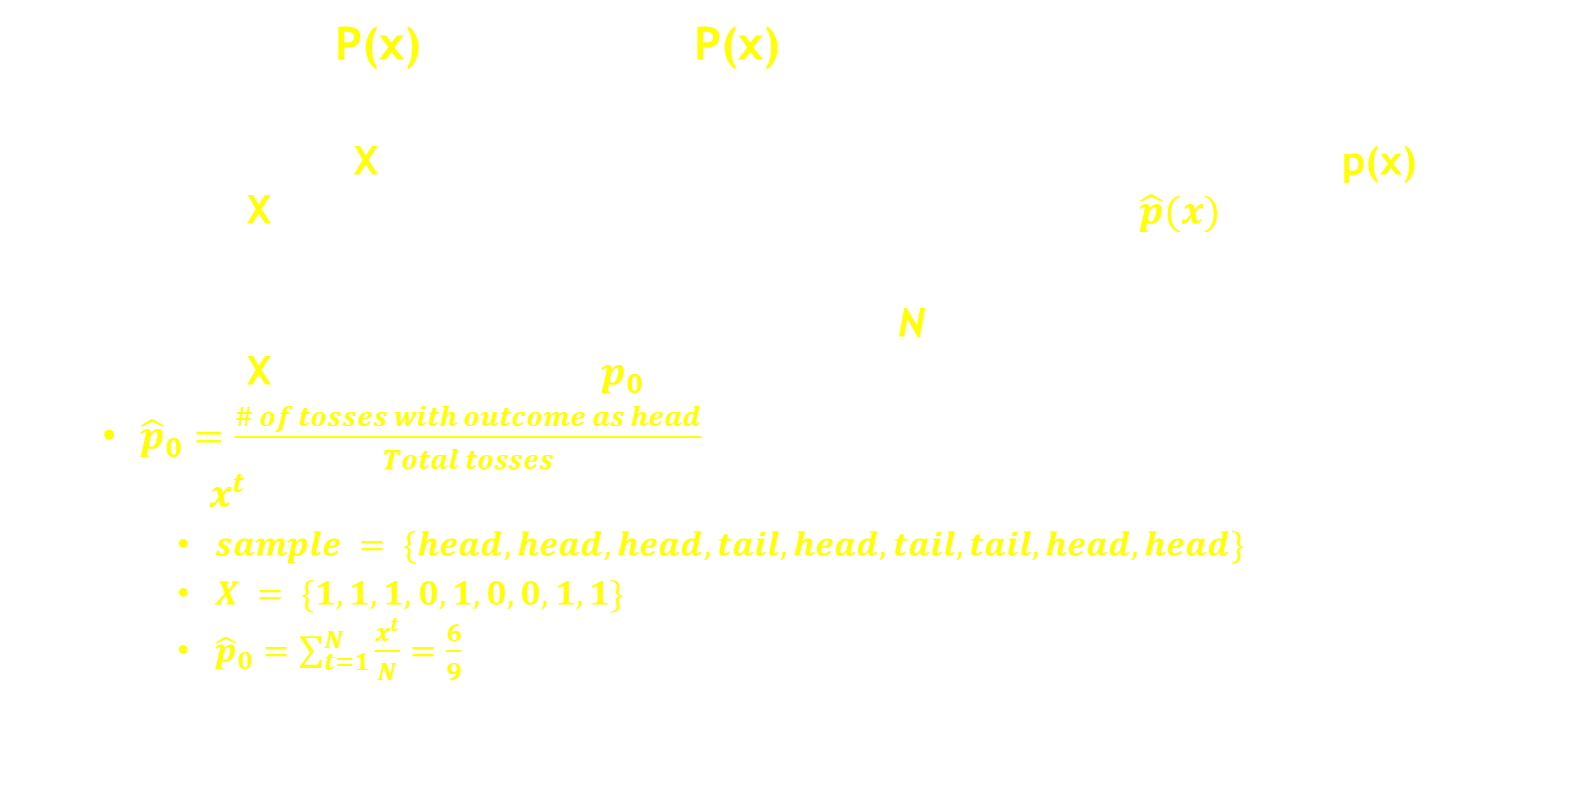 P(x) P(x)
X p(x)
X p̂(x)
N
X p₀
• p̂₀ = # of tosses with outcome as head / Total tosses
xᵗ
• sample = {head, head, head, tail, head, tail, tail, head, head}
• X = {1, 1, 1, 0, 1, 0, 0, 1, 1}
• p̂₀ = ∑ᴺₜ₌₁ xᵗ/N = 6/9